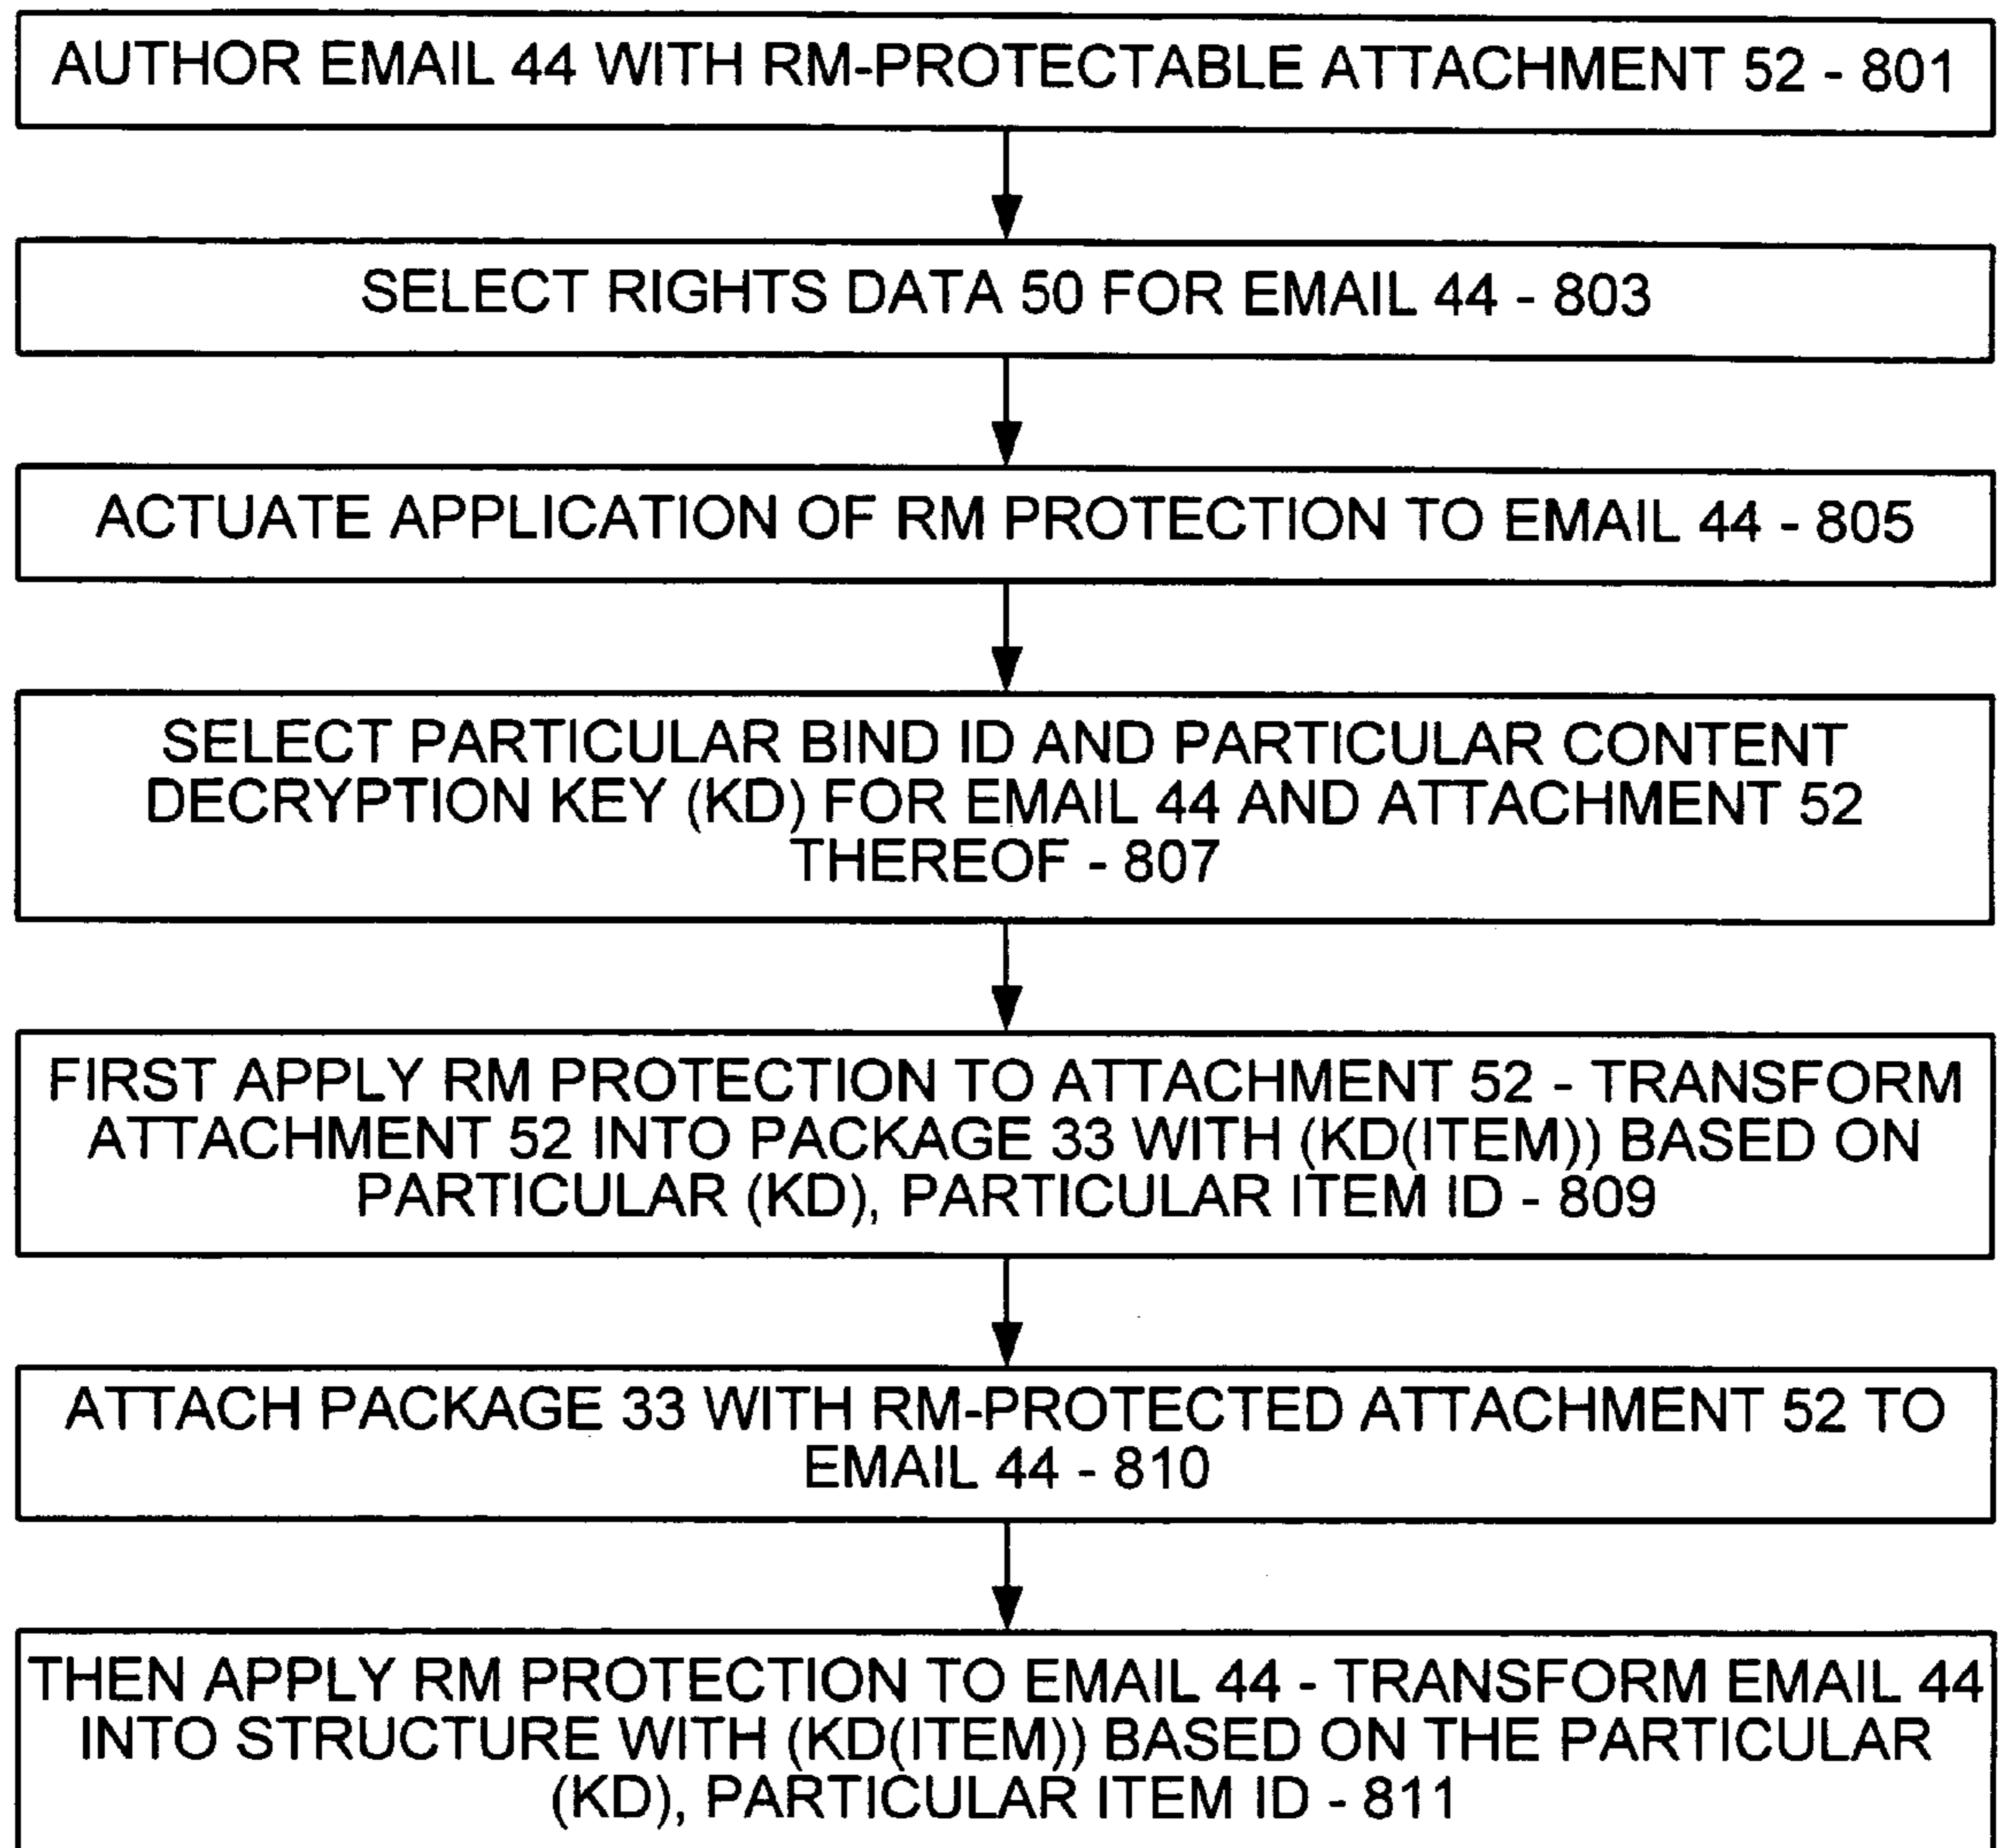 AUTHOR EMAIL 44 WITH RM-PROTECTABLE ATTACHMENT 52 - 801
SELECT RIGHTS DATA 50 FOR EMAIL 44 - 803
ACTUATE APPLICATION OF RM PROTECTION TO EMAIL 44 - 805
SELECT PARTICULAR BIND ID AND PARTICULAR CONTENT
DECRYPTION KEY (KD) FOR EMAIL 44 AND ATTACHMENT 52
THEREOF - 807
FIRST APPLY RM PROTECTION TO ATTACHMENT 52 - TRANSFORM
ATTACHMENT 52 INTO PACKAGE 33 WITH (KD(ITEM)) BASED ON
PARTICULAR (KD), PARTICULAR ITEM ID - 809
ATTACH PACKAGE 33 WITH RM-PROTECTED ATTACHMENT 52 TO
EMAIL 44 - 810
THEN APPLY RM PROTECTION TO EMAIL 44 - TRANSFORM EMAIL 44
INTO STRUCTURE WITH (KD(ITEM)) BASED ON THE PARTICULAR
(KD), PARTICULAR ITEM ID - 811